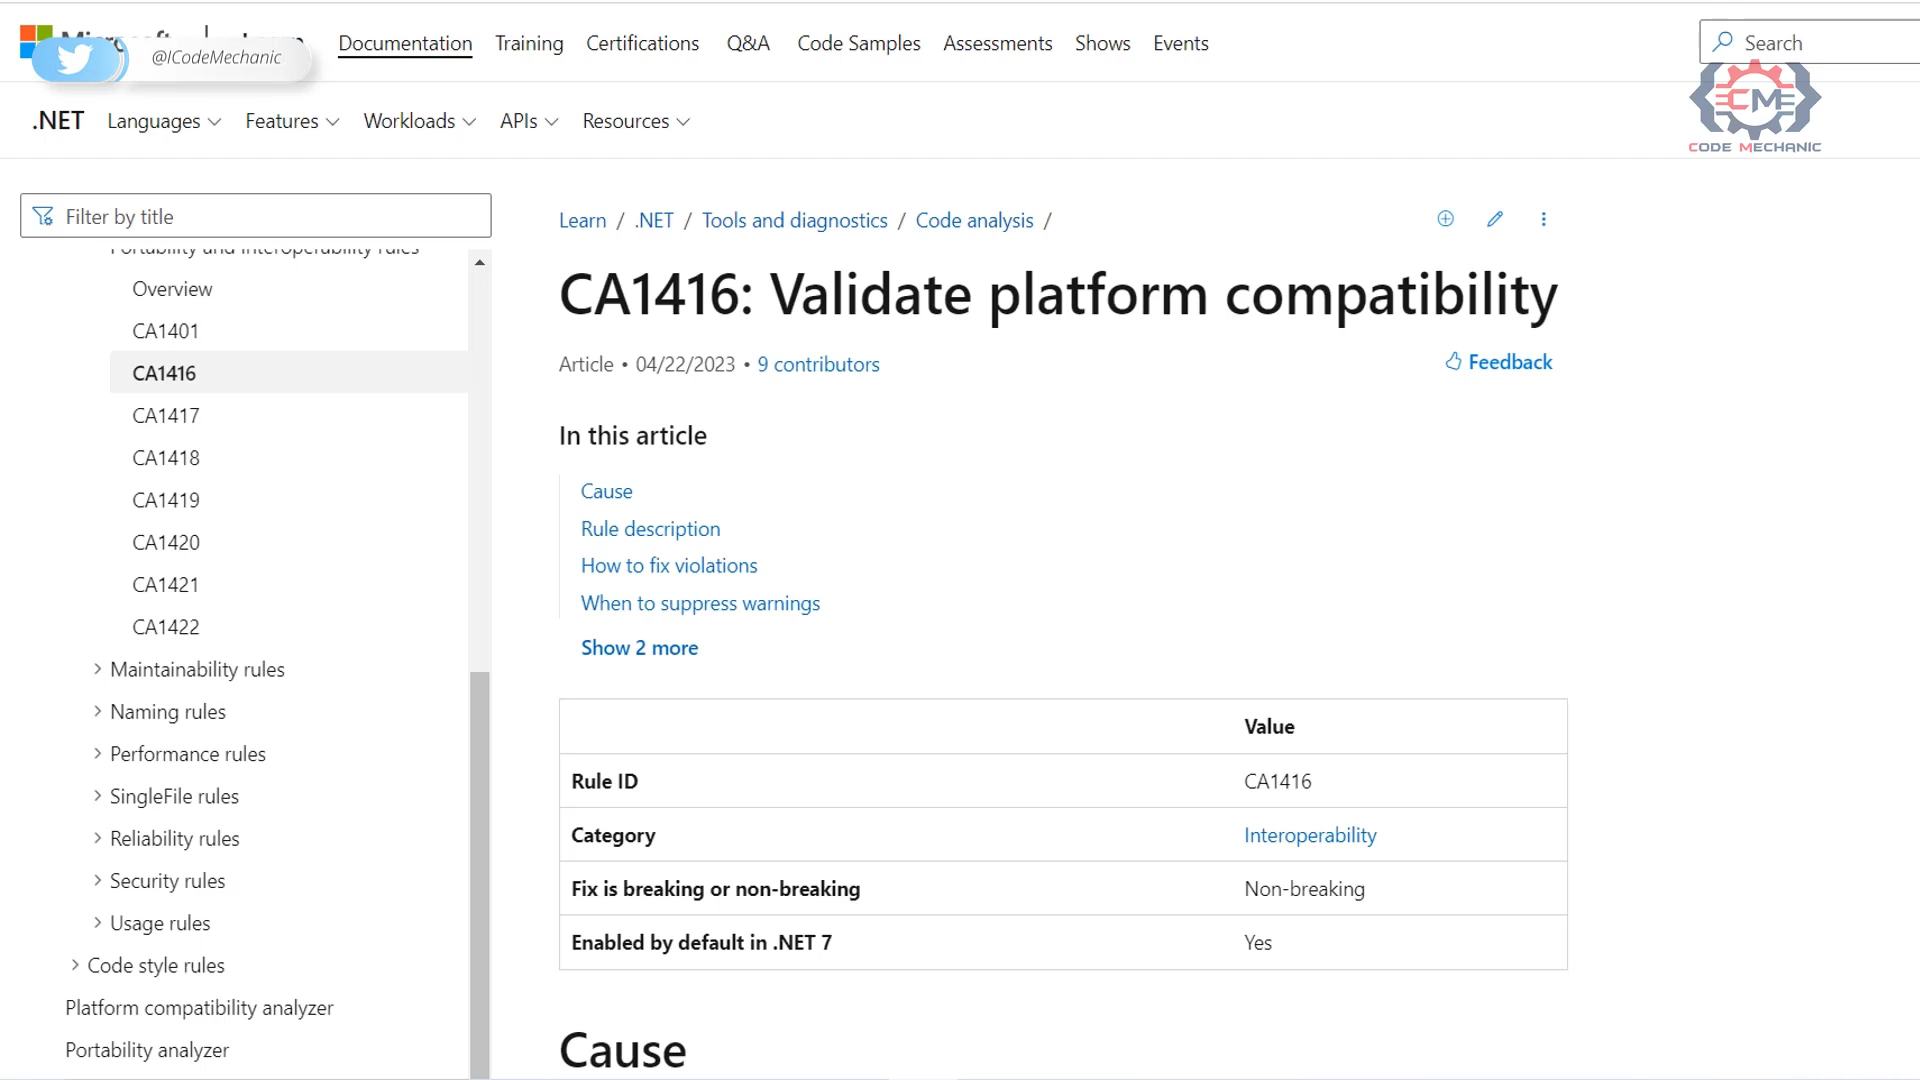 @ICodeMechanic
Documentation Training Certifications Q&A Code Samples Assessments Shows Events
Search
CME
CODE MECHANIC
.NET Languages Features Workloads APIs Resources
Filter by title
Portability and interoperability rules
Overview
CA1401
CA1416
CA1417
CA1418
CA1419
CA1420
CA1421
CA1422
Maintainability rules
Naming rules
Performance rules
SingleFile rules
Reliability rules
Security rules
Usage rules
Code style rules
Platform compatibility analyzer
Portability analyzer
Learn / .NET / Tools and diagnostics / Code analysis /
CA1416: Validate platform compatibility
Article • 04/22/2023 • 9 contributors
Feedback
In this article
Cause
Rule description
How to fix violations
When to suppress warnings
Show 2 more
Value
Rule ID CA1416
Category Interoperability
Fix is breaking or non-breaking Non-breaking
Enabled by default in .NET 7 Yes
Cause